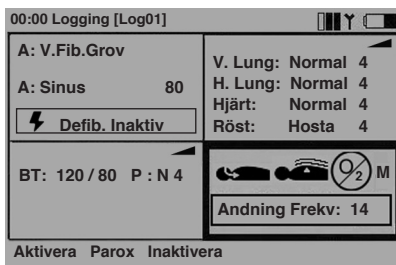 00:00 Logging [Log01]
A: V.Fib.Grov
A: Sinus 80
Defib. Inaktiv
V. Lung: Normal 4
H. Lung: Normal 4
Hjärt: Normal 4
Röst: Hosta 4
BT: 120 / 80 P : N 4
O2 M
Andning Frekv: 14
Aktivera Parox Inaktivera